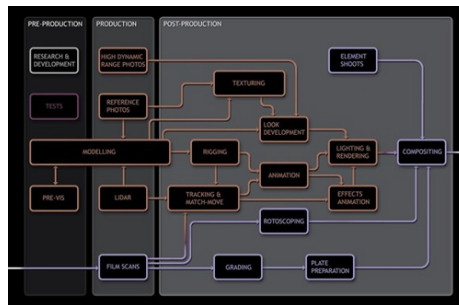 PRE-PRODUCTION
PRODUCTION
POST-PRODUCTION
RESEARCH &
DEVELOPMENT
HIGH DYNAMIC
RANGE PHOTOS
ELEMENT
SHOOTS
TEXTURING
TESTS
REFERENCE
PHOTOS
LOOK
DEVELOPMENT
MODELLING
RIGGING
LIGHTING &
RENDERING
COMPOSITING
ANIMATION
PRE-VIS
LIDAR
TRACKING &
MATCH-MOVE
EFFECTS
ANIMATION
ROTOSCOPING
FILM SCANS
GRADING
PLATE
PREPARATION